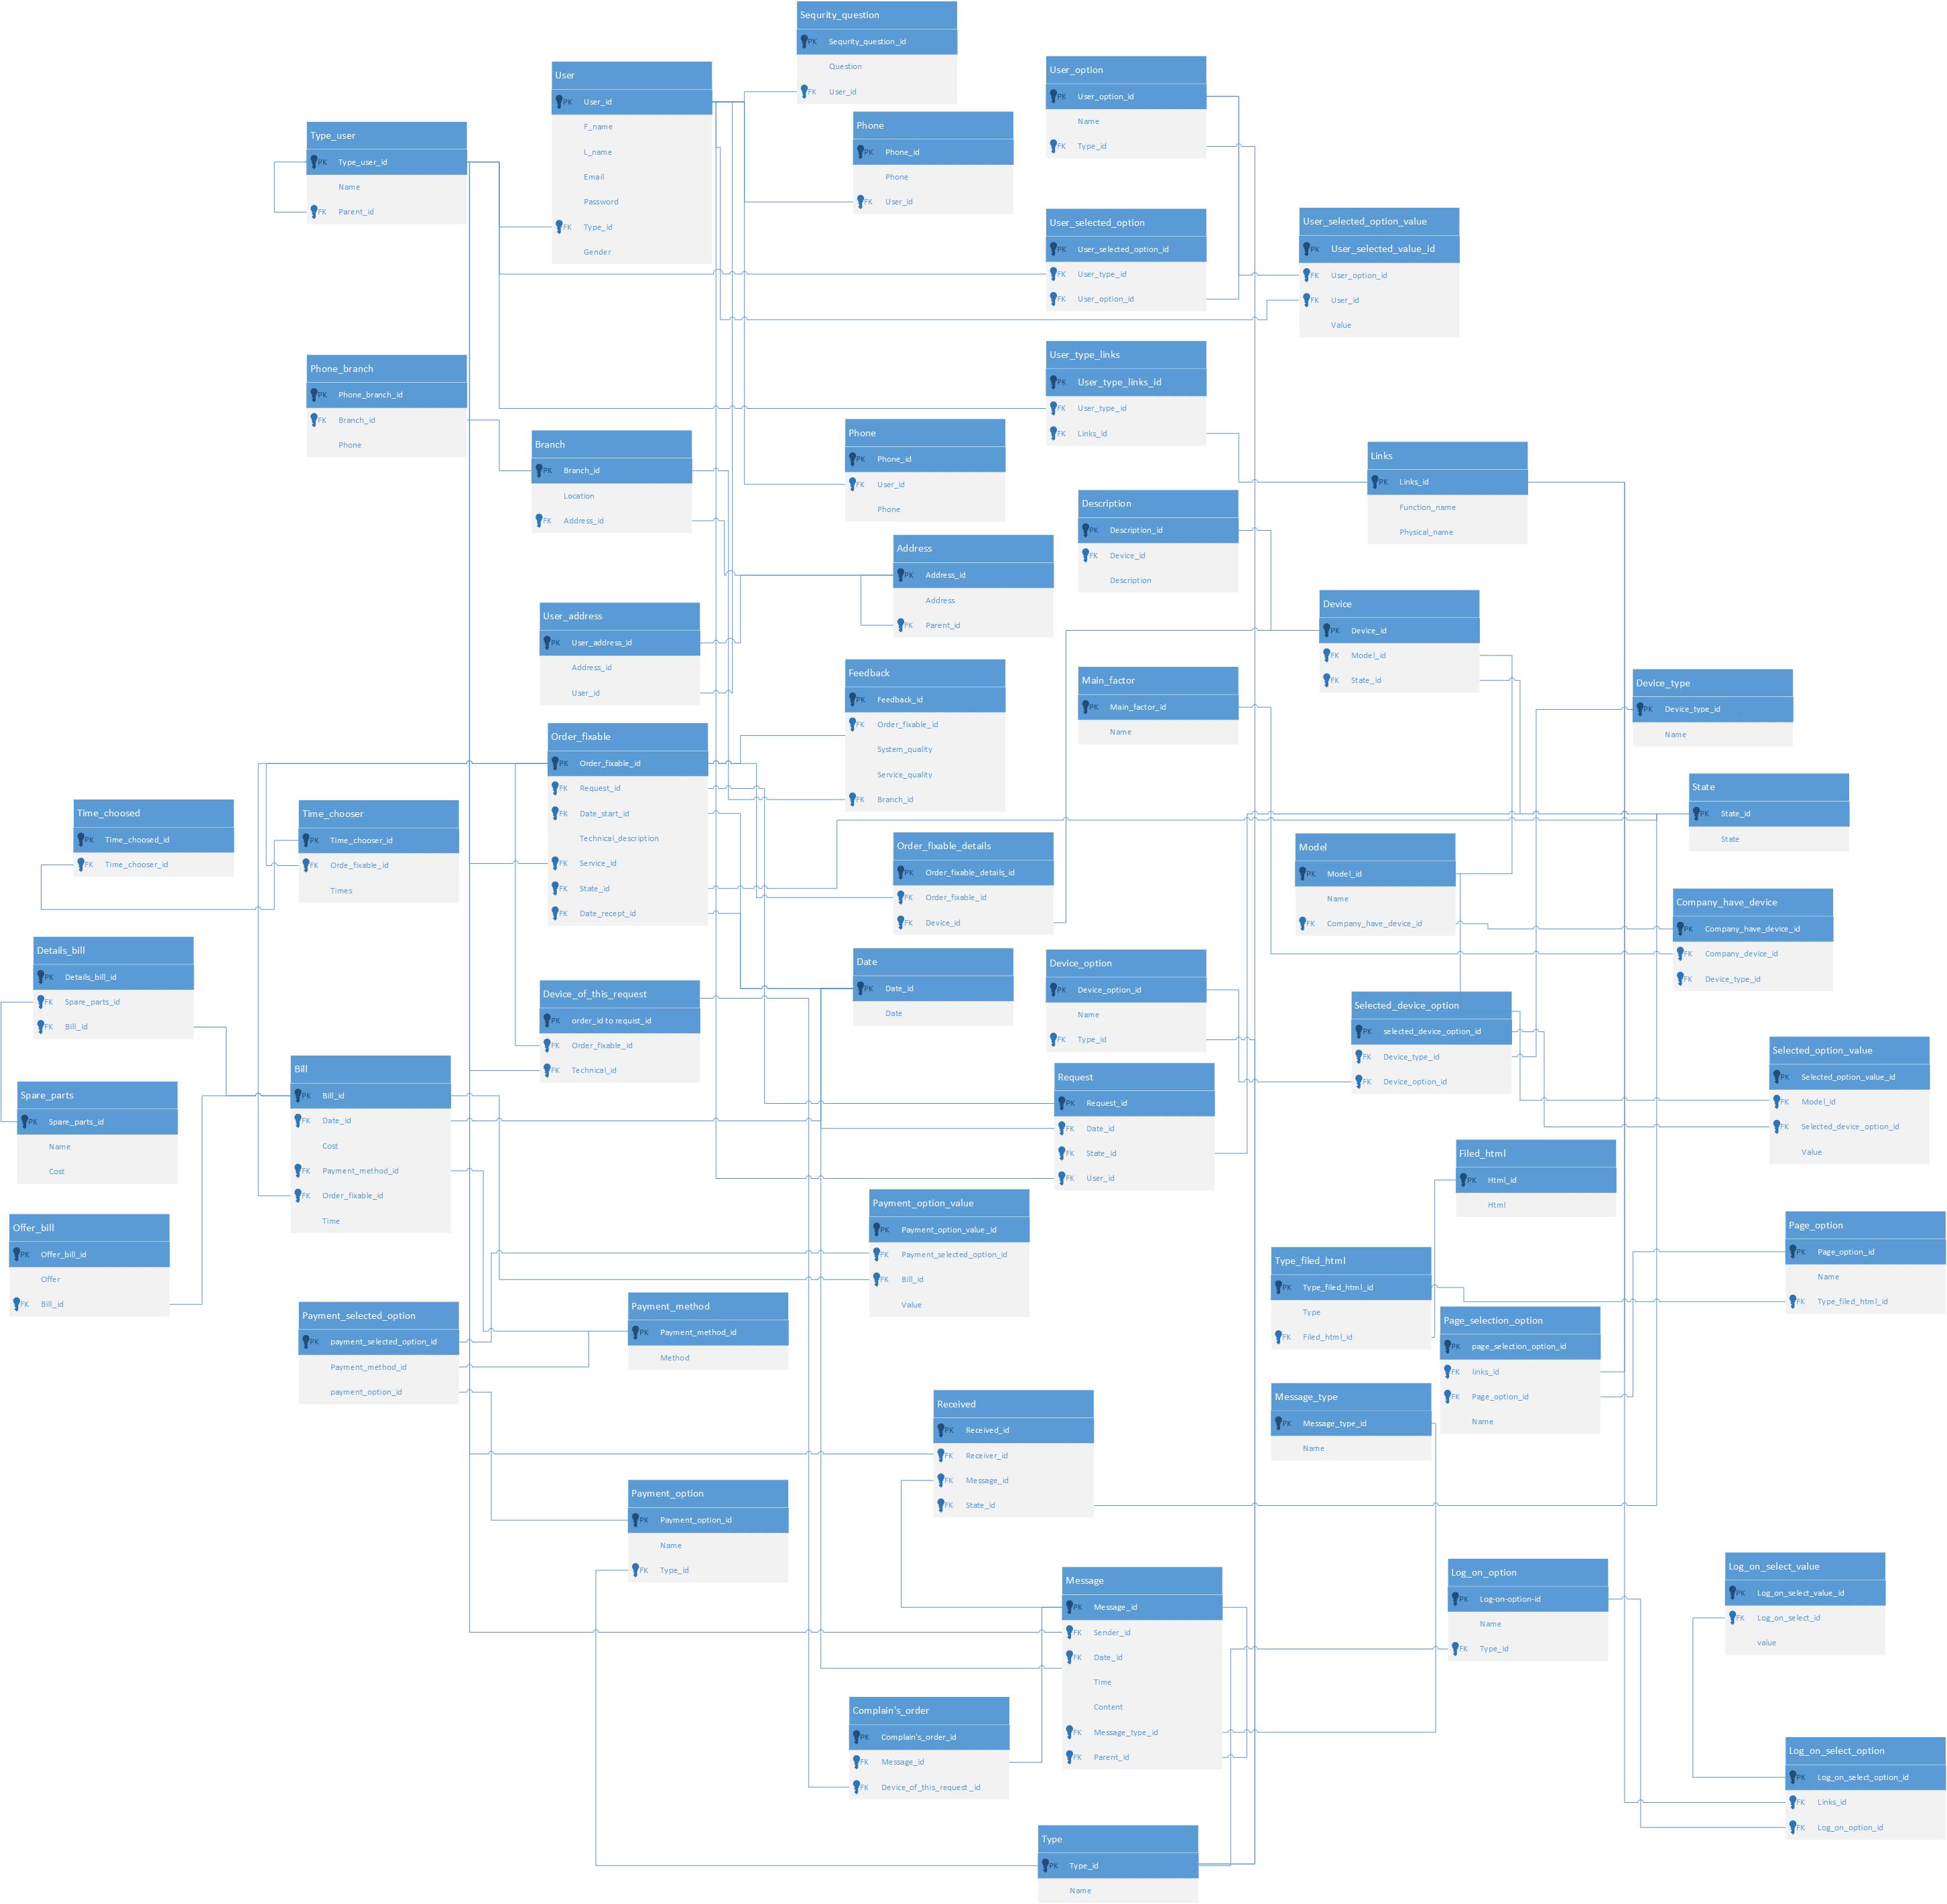 Sequrity_question
PK Sequrity_question_id
Question
FK User_id
User
PK User_id
F_name
L_name
Email
Password
FK Type_id
Gender
User_option
PK User_option_id
Name
FK Type_id
Type_user
PK Type_user_id
Name
FK Parent_id
Phone
PK Phone_id
Phone
FK User_id
User_selected_option
PK User_selected_option_id
FK User_type_id
FK User_option_id
User_selected_option_value
PK User_selected_value_id
FK User_option_id
FK User_id
Value
Phone_branch
PK Phone_branch_id
FK Branch_id
Phone
User_type_links
PK User_type_links_id
FK User_type_id
FK Links_id
Branch
PK Branch_id
Location
FK Address_id
Phone
PK Phone_id
FK User_id
Phone
Links
PK Links_id
Function_name
Physical_name
Description
PK Description_id
FK Device_id
Description
Address
PK Address_id
Address
FK Parent_id
User_address
PK User_address_id
Address_id
User_id
Device
PK Device_id
FK Model_id
FK State_id
Feedback
PK Feedback_id
FK Order_fixable_id
System_quality
Service_quality
FK Branch_id
Main_factor
PK Main_factor_id
Name
Device_type
PK Device_type_id
Name
Order_fixable
PK Order_fixable_id
FK Request_id
FK Date_start_id
Technical_description
FK Service_id
FK State_id
FK Date_recept_id
State
PK State_id
State
Time_choosed
PK Time_choosed_id
FK Time_chooser_id
Time_chooser
PK Time_chooser_id
FK Orde_fixable_id
Times
Order_fixable_details
PK Order_fixable_details_id
FK Order_fixable_id
FK Device_id
Model
PK Model_id
Name
FK Company_have_device_id
Company_have_device
PK Company_have_device_id
FK Company_device_id
FK Device_type_id
Details_bill
PK Details_bill_id
FK Spare_parts_id
FK Bill_id
Date
PK Date_id
Date
Device_option
PK Device_option_id
Name
FK Type_id
Device_of_this_request
PK order_id to requist_id
FK Order_fixable_id
FK Technical_id
Selected_device_option
PK selected_device_option_id
FK Device_type_id
FK Device_option_id
Selected_option_value
PK Selected_option_value_id
FK Model_id
FK Selected_device_option_id
Value
Bill
PK Bill_id
FK Date_id
Cost
FK Payment_method_id
FK Order_fixable_id
Time
Request
PK Request_id
FK Date_id
FK State_id
FK User_id
Spare_parts
PK Spare_parts_id
Name
Cost
Filed_html
PK Html_id
Html
Payment_option_value
PK Payment_option_value_id
FK Payment_selected_option_id
FK Bill_id
Value
Offer_bill
PK Offer_bill_id
Offer
FK Bill_id
Page_option
PK Page_option_id
Name
FK Type_filed_html_id
Type_filed_html
PK Type_filed_html_id
Type
FK Filed_html_id
Payment_selected_option
PK payment_selected_option_id
Payment_method_id
payment_option_id
Payment_method
PK Payment_method_id
Method
Page_selection_option
PK page_selection_option_id
FK links_id
FK Page_option_id
Name
Received
PK Received_id
FK Receiver_id
FK Message_id
FK State_id
Message_type
PK Message_type_id
Name
Payment_option
PK Payment_option_id
Name
FK Type_id
Message
PK Message_id
FK Sender_id
FK Date_id
Time
Content
FK Message_type_id
FK Parent_id
Log_on_option
PK Log-on-option-id
Name
FK Type_id
Log_on_select_value
PK Log_on_select_value_id
FK Log_on_select_id
value
Complain's_order
PK Complain's_order_id
FK Message_id
FK Device_of_this_request _id
Log_on_select_option
PK Log_on_select_option_id
FK Links_id
FK Log_on_option_id
Type
PK Type_id
Name